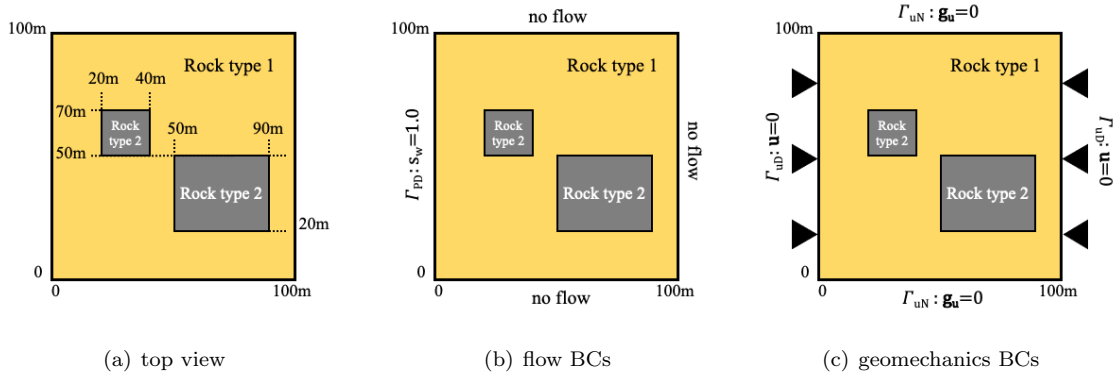 100m
Rock type 1
20m 40m
70m
Rock
type 2
50m 90m
50m
Rock type 2
20m
0
0 100m
(a) top view
no flow
100m
Rock type 1
Γ_PD: s_w=1.0
Rock
type 2
no flow
Rock type 2
0
0 100m
no flow
(b) flow BCs
Γ_uN: g_u=0
100m
Rock type 1
Γ_uD: u=0
Rock
type 2
Γ_uD: u=0
Rock type 2
0
0 100m
Γ_uN: g_u=0
(c) geomechanics BCs